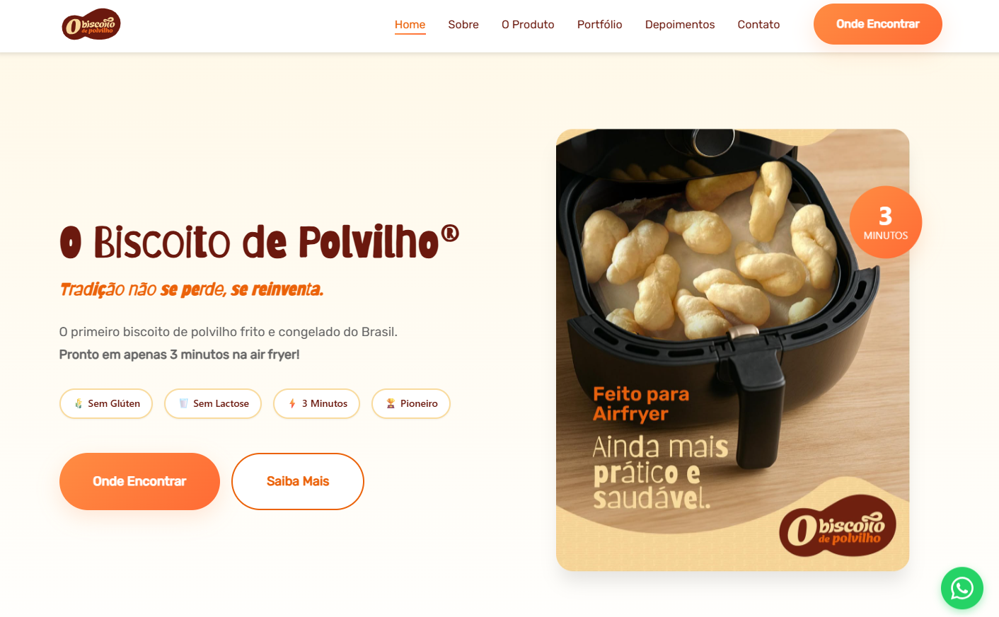 O biscoito
de polvilho
Home
Sobre
O Produto
Portfólio
Depoimentos
Contato
Onde Encontrar
O Biscoito de Polvilho®
Tradição não se perde, se reinventa.
O primeiro biscoito de polvilho frito e congelado do Brasil.
Pronto em apenas 3 minutos na air fryer!
Sem Glúten
Sem Lactose
3 Minutos
Pioneiro
Onde Encontrar
Saiba Mais
3
MINUTOS
Feito para
Airfryer
Ainda mais
prático e
saudável.
O biscoito
de polvilho